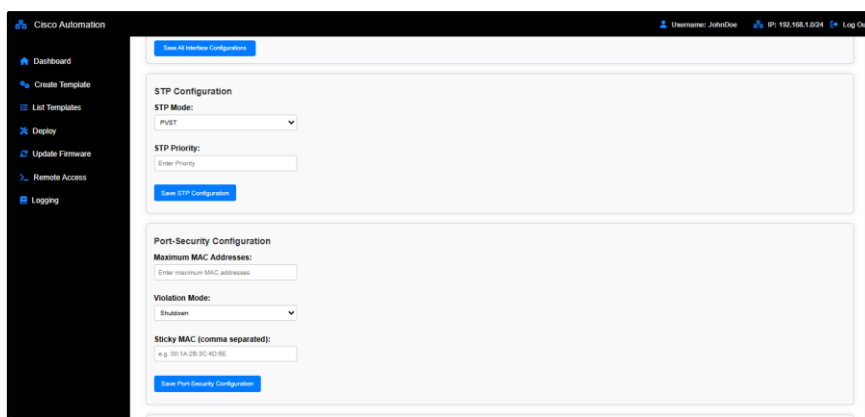 Cisco Automation
Username: JohnDoe
IP: 192.168.1.0/24
Log Ou
Dashboard
Create Template
List Templates
Deploy
Update Firmware
Remote Access
Logging
Save All Interface Configurations
STP Configuration
STP Mode:
PVST
STP Priority:
Enter Priority
Save STP Configuration
Port-Security Configuration
Maximum MAC Addresses:
Enter maximum MAC addresses
Violation Mode:
Shutdown
Sticky MAC (comma separated):
e.g. 00:1A:2B:3C:4D:5E
Save Port-Security Configuration